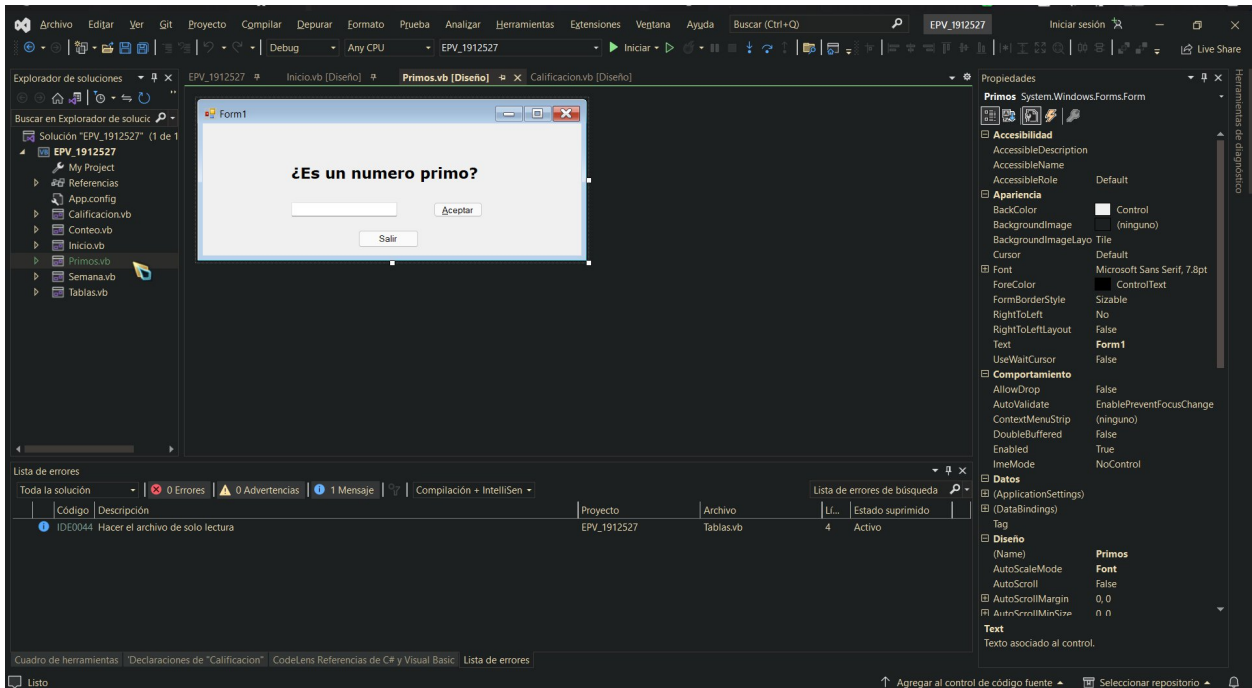 Archivo Editar Ver Git Proyecto Compilar Depurar Formato Prueba Analizar Herramientas Extensiones Ventana Ayuda Buscar (Ctrl+Q) EPV_1912527 Iniciar sesión
Debug Any CPU EPV_1912527 Iniciar Live Share
Explorador de soluciones
Buscar en Explorador de solucic
Solución "EPV_1912527" (1 de 1
EPV_1912527
My Project
Referencias
App.config
Calificacion.vb
Conteo.vb
Inicio.vb
Primos.vb
Semana.vb
Tablas.vb
EPV_1912527 Inicio.vb [Diseño] Primos.vb [Diseño] Calificacion.vb [Diseño]
Form1
¿Es un numero primo?
Aceptar
Salir
Propiedades
Primos System.Windows.Forms.Form
Accesibilidad
AccessibleDescription
AccessibleName
AccessibleRole Default
Apariencia
BackColor Control
BackgroundImage (ninguno)
BackgroundImageLayo Tile
Cursor Default
Font Microsoft Sans Serif, 7.8pt
ForeColor ControlText
FormBorderStyle Sizable
RightToLeft No
RightToLeftLayout False
Text Form1
UseWaitCursor False
Comportamiento
AllowDrop False
AutoValidate EnablePreventFocusChange
ContextMenuStrip (ninguno)
DoubleBuffered False
Enabled True
ImeMode NoControl
Datos
(ApplicationSettings)
(DataBindings)
Tag
Diseño
(Name) Primos
AutoScaleMode Font
AutoScroll False
AutoScrollMargin 0, 0
AutoScrollMinSize 0, 0
Text
Texto asociado al control.
Herramientas de diagnóstico
Lista de errores
Toda la solución 0 Errores 0 Advertencias 1 Mensaje Compilación + IntelliSen Lista de errores de búsqueda
Código Descripción Proyecto Archivo Lí... Estado suprimido
IDE0044 Hacer el archivo de solo lectura EPV_1912527 Tablas.vb 4 Activo
Cuadro de herramientas 'Declaraciones de "Calificacion" CodeLens Referencias de C# y Visual Basic Lista de errores
Listo Agregar al control de código fuente Seleccionar repositorio